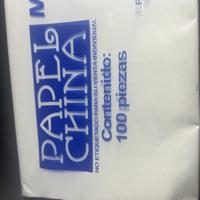 PAPEL
CHINA
NO ETIQUETADO PARA SU VENTA INDIVIDUAL
Contenido:
100 piezas